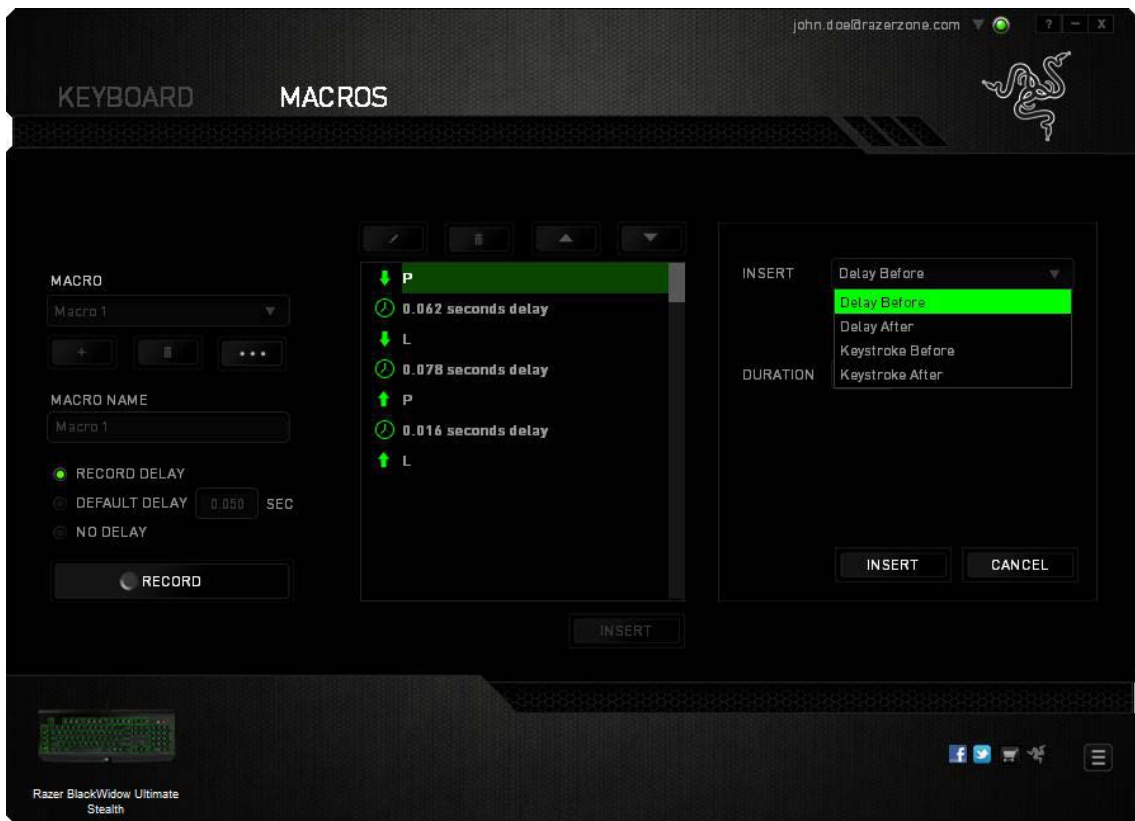 john.doe@razerzone.com
? – X
KEYBOARD MACROS
MACRO
Macro 1
+
•••
MACRO NAME
Macro 1
RECORD DELAY
DEFAULT DELAY 0.050 SEC
NO DELAY
RECORD
P
0.062 seconds delay
L
0.078 seconds delay
P
0.016 seconds delay
L
INSERT
INSERT Delay Before
Delay Before
Delay After
Keystroke Before
DURATION Keystroke After
INSERT CANCEL
Razer BlackWidow Ultimate
Stealth
f